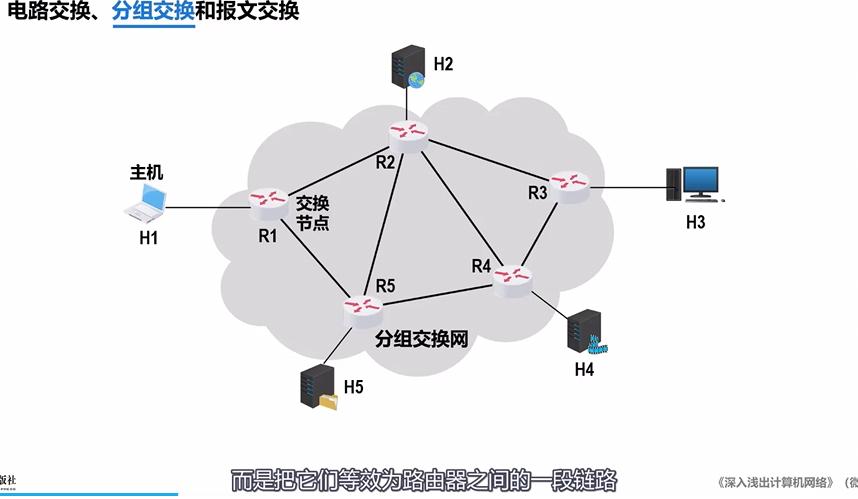 电路交换、分组交换和报文交换
H2
R2
主机
R3
交换
节点
H1
R1
H3
R4
R5
分组交换网
H4
H5
而是把它们等效为路由器之间的一段链路
版社
《深入浅出计算机网络》（微